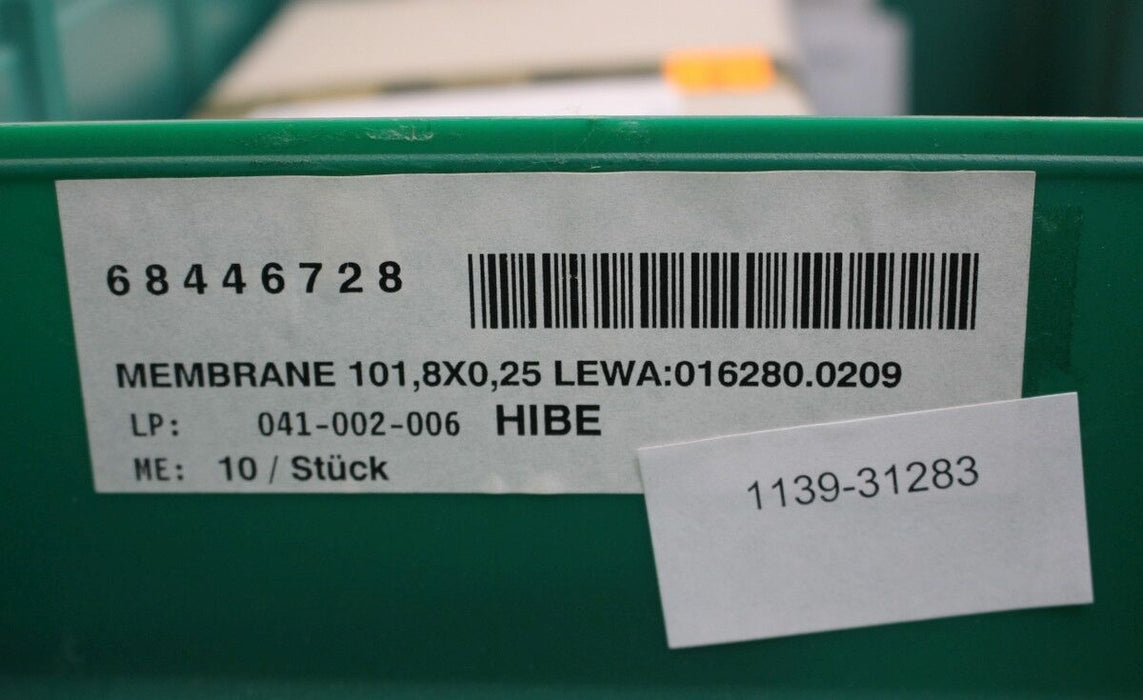 68446728
MEMBRANE 101,8X0,25 LEWA:016280.0209
LP: 041-002-006 HIBE
ME: 10 / Stück
1139-31283